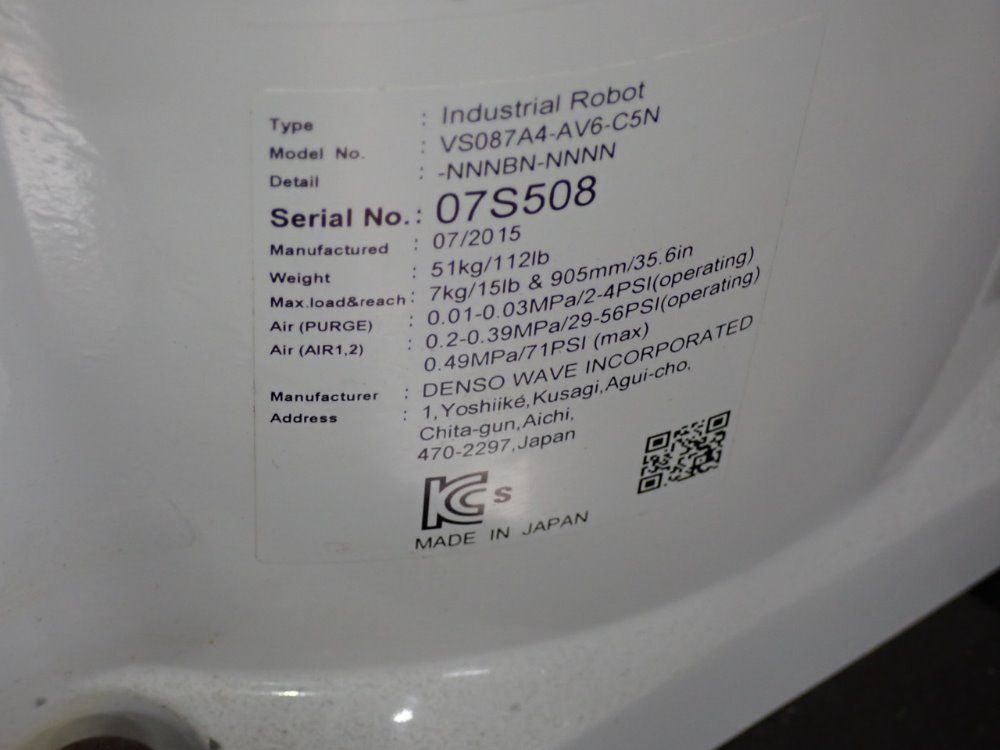 Type : Industrial Robot
Model No. : VS087A4-AV6-C5N
Detail : -NNNBN-NNNN
Serial No. : 07S508
Manufactured : 07/2015
Weight : 51kg/112lb
Max.load&reach : 7kg/15lb & 905mm/35.6in
Air (PURGE) : 0.01-0.03MPa/2-4PSI(operating)
Air (AIR1,2) : 0.2-0.39MPa/29-56PSI(operating)
0.49MPa/71PSI (max)
Manufacturer : DENSO WAVE INCORPORATED
Address : 1,Yoshiiké,Kusagi,Agui-cho,
Chita-gun,Aichi,
470-2297,Japan
KC s
MADE IN JAPAN